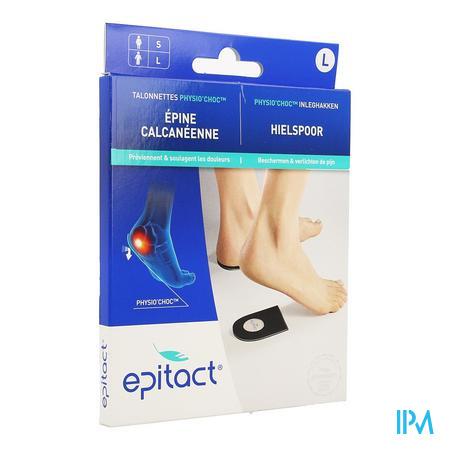 S
L
L
TALONNETTES PHYSIO'CHOC™
ÉPINE
CALCANÉENNE
Préviennent & soulagent les douleurs
PHYSIO'CHOC™ INLEGHAKKEN
HIELSPOOR
Beschermen & verlichten de pijn
PHYSIO'CHOC™
epitact®
IPM